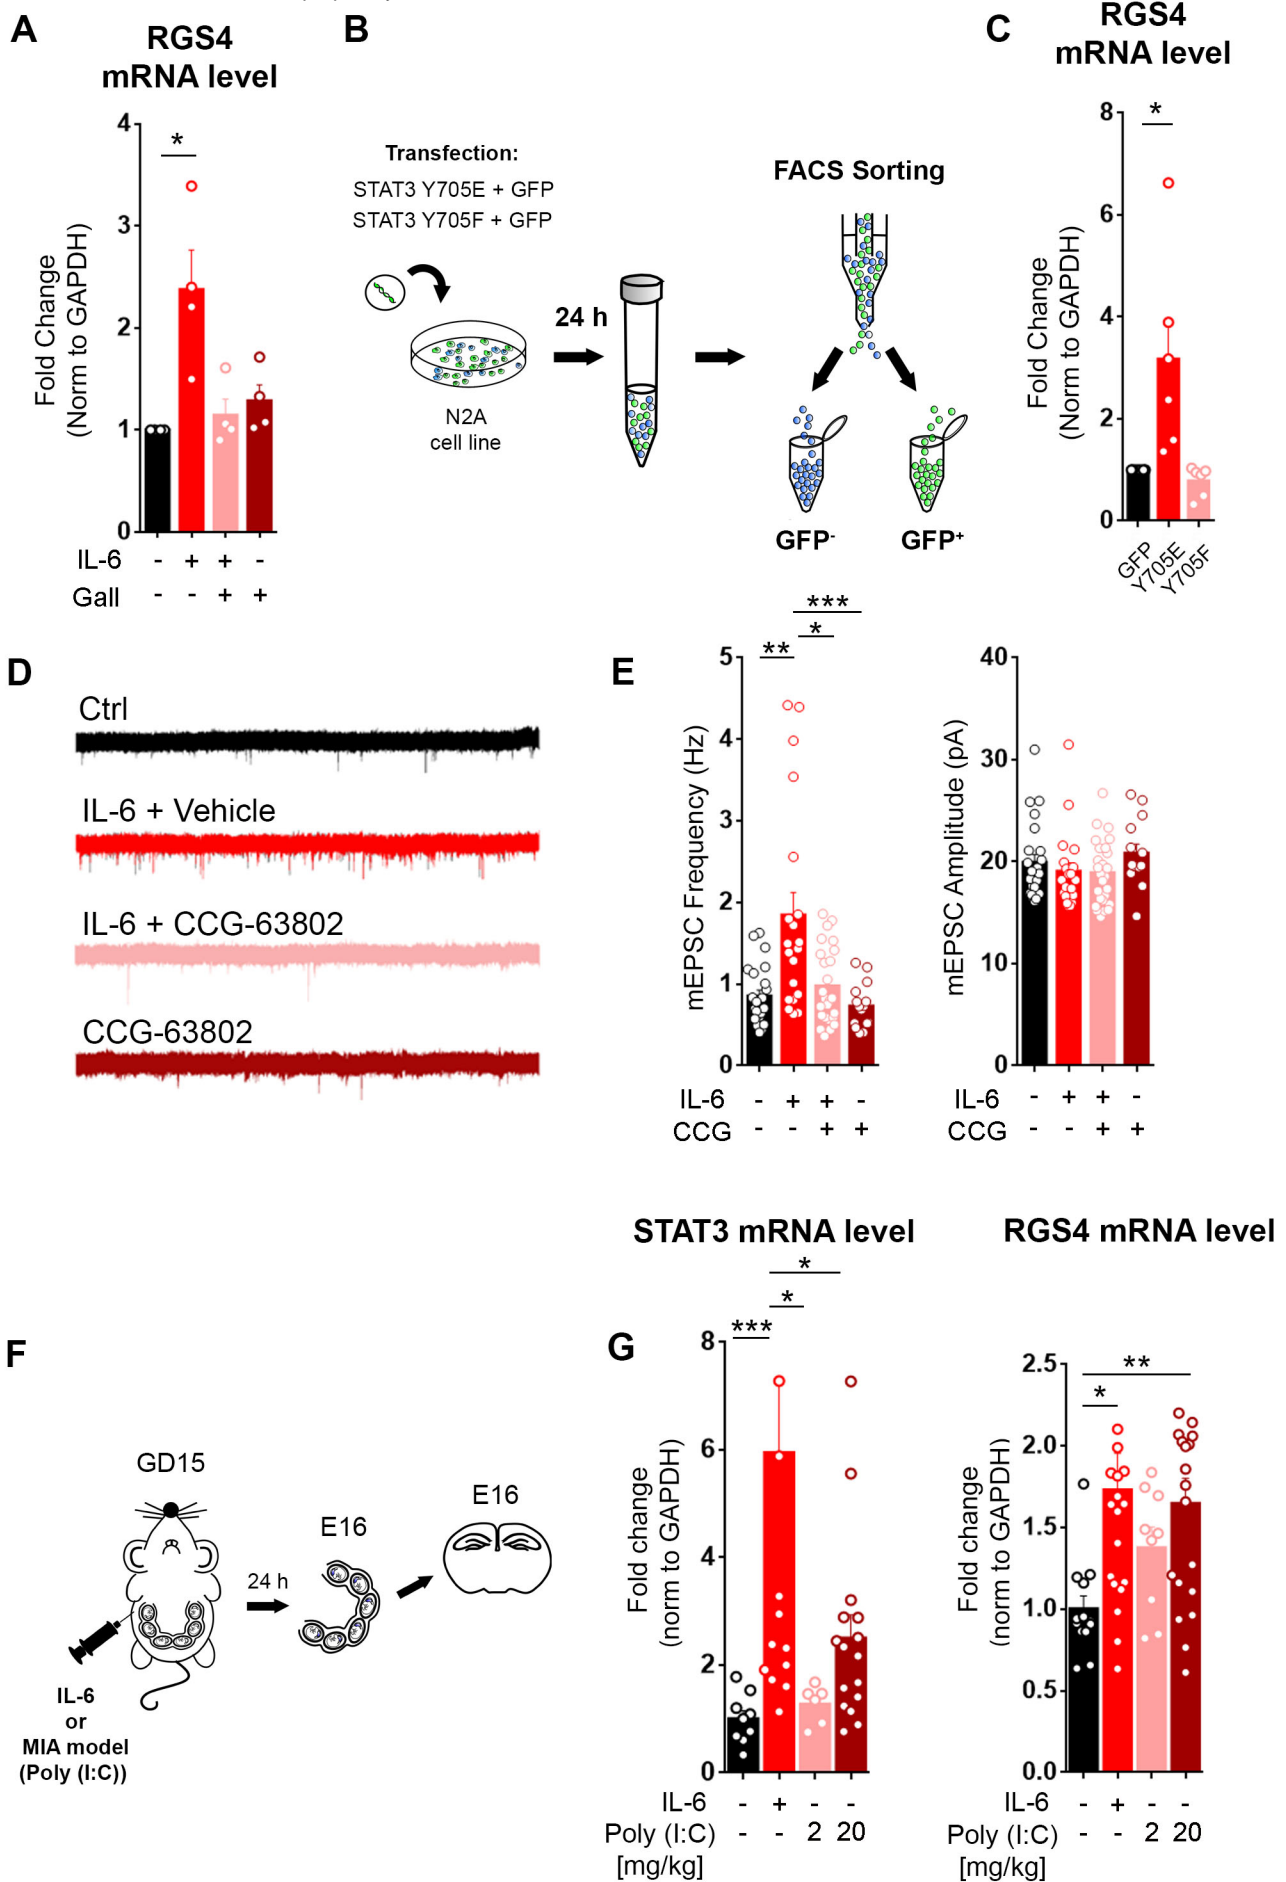 A
RGS4
mRNA level
Fold Change
(Norm to GAPDH)
4
3
2
1
0
*
IL-6 - + + -
Gall - - + +
B
Transfection:
STAT3 Y705E + GFP
STAT3 Y705F + GFP
N2A
cell line
24 h
FACS Sorting
GFP-
GFP+
C
RGS4
mRNA level
Fold Change
(Norm to GAPDH)
8
6
4
2
0
*
GFP
Y705E
Y705F
D
Ctrl
IL-6 + Vehicle
IL-6 + CCG-63802
CCG-63802
E
mEPSC Frequency (Hz)
5
4
3
2
1
0
***
*
**
IL-6 - + + -
CCG - - + +
mEPSC Amplitude (pA)
40
30
20
10
0
IL-6 - + + -
CCG - - + +
F
GD15
24 h
E16
E16
IL-6
or
MIA model
(Poly (I:C))
G
STAT3 mRNA level
Fold change
(norm to GAPDH)
8
6
4
2
0
*
*
***
IL-6 - + - -
Poly (I:C) - - 2 20
[mg/kg]
RGS4 mRNA level
Fold change
(norm to GAPDH)
2.5
2.0
1.5
1.0
0.5
0.0
**
*
IL-6 - + - -
Poly (I:C) - - 2 20
[mg/kg]